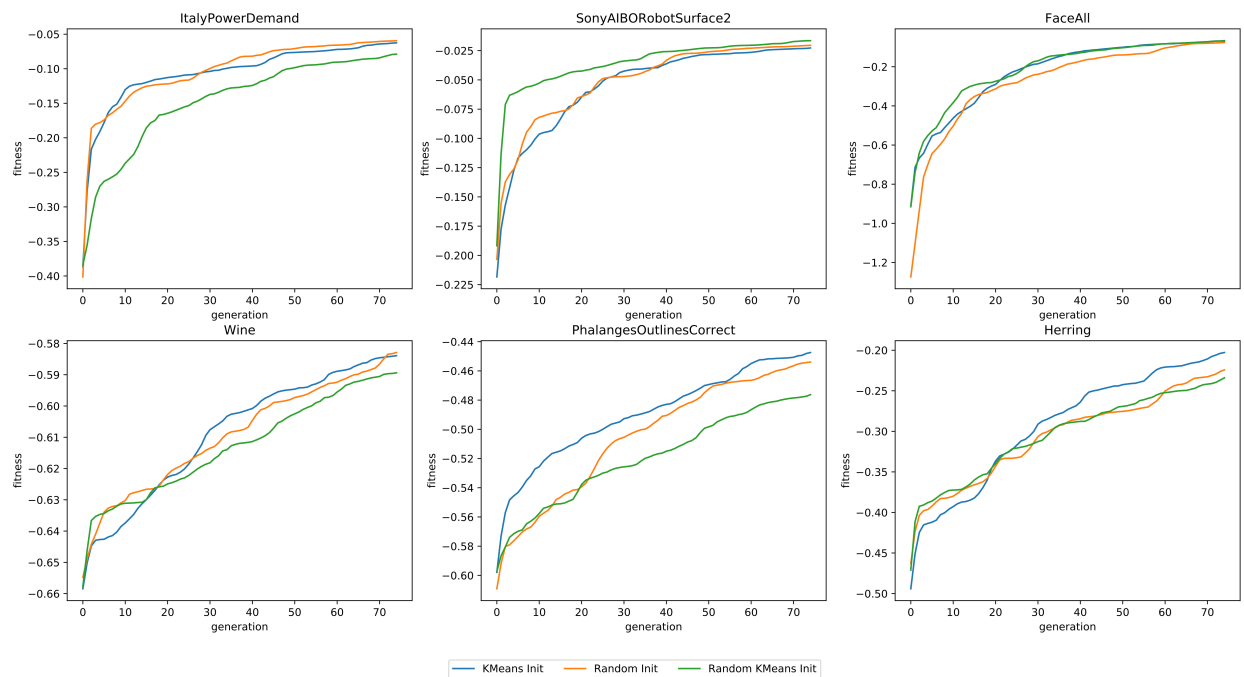 ItalyPowerDemand
−0.05
−0.10
−0.15
−0.20
−0.25
−0.30
−0.35
−0.40
fitness
0 10 20 30 40 50 60 70
generation
SonyAIBORobotSurface2
−0.025
−0.050
−0.075
−0.100
−0.125
−0.150
−0.175
−0.200
−0.225
fitness
0 10 20 30 40 50 60 70
generation
FaceAll
−0.2
−0.4
−0.6
−0.8
−1.0
−1.2
fitness
0 10 20 30 40 50 60 70
generation
Wine
−0.58
−0.59
−0.60
−0.61
−0.62
−0.63
−0.64
−0.65
−0.66
fitness
0 10 20 30 40 50 60 70
generation
PhalangesOutlinesCorrect
−0.44
−0.46
−0.48
−0.50
−0.52
−0.54
−0.56
−0.58
−0.60
fitness
0 10 20 30 40 50 60 70
generation
Herring
−0.20
−0.25
−0.30
−0.35
−0.40
−0.45
−0.50
fitness
0 10 20 30 40 50 60 70
generation
KMeans Init Random Init Random KMeans Init